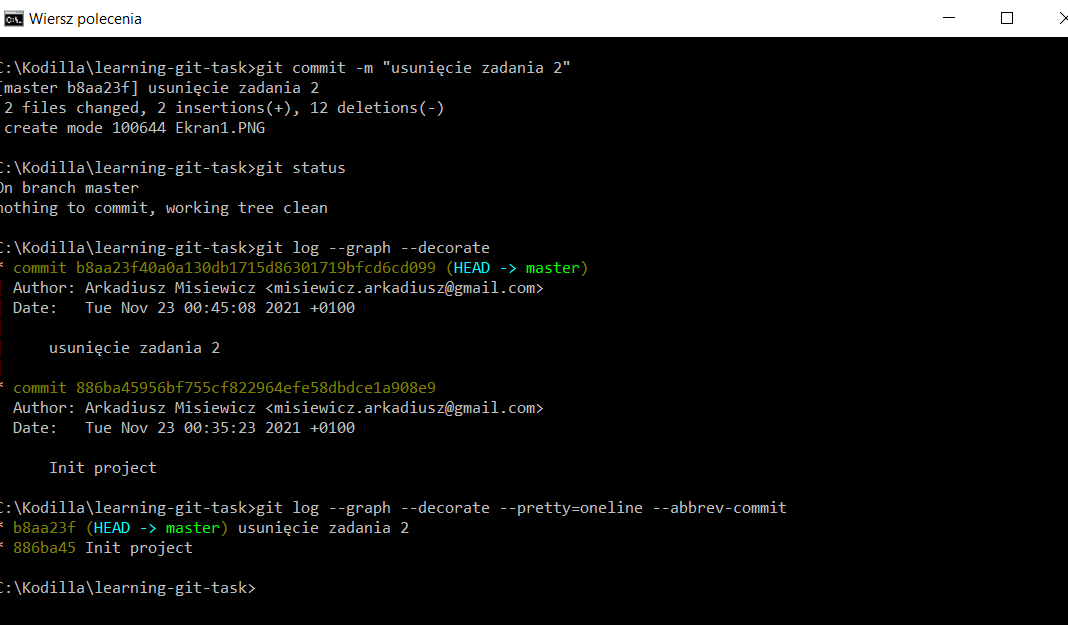 Wiersz polecenia
C:\Kodilla\learning-git-task>git commit -m "usunięcie zadania 2"
[master b8aa23f] usunięcie zadania 2
2 files changed, 2 insertions(+), 12 deletions(-)
create mode 100644 Ekran1.PNG
C:\Kodilla\learning-git-task>git status
On branch master
nothing to commit, working tree clean
C:\Kodilla\learning-git-task>git log --graph --decorate
* commit b8aa23f40a0a130db1715d86301719bfcd6cd099 (HEAD -> master)
Author: Arkadiusz Misiewicz <misiewicz.arkadiusz@gmail.com>
Date:   Tue Nov 23 00:45:08 2021 +0100
usunięcie zadania 2
* commit 886ba45956bf755cf822964efe58dbdce1a908e9
Author: Arkadiusz Misiewicz <misiewicz.arkadiusz@gmail.com>
Date:   Tue Nov 23 00:35:23 2021 +0100
Init project
C:\Kodilla\learning-git-task>git log --graph --decorate --pretty=oneline --abbrev-commit
* b8aa23f (HEAD -> master) usunięcie zadania 2
* 886ba45 Init project
C:\Kodilla\learning-git-task>